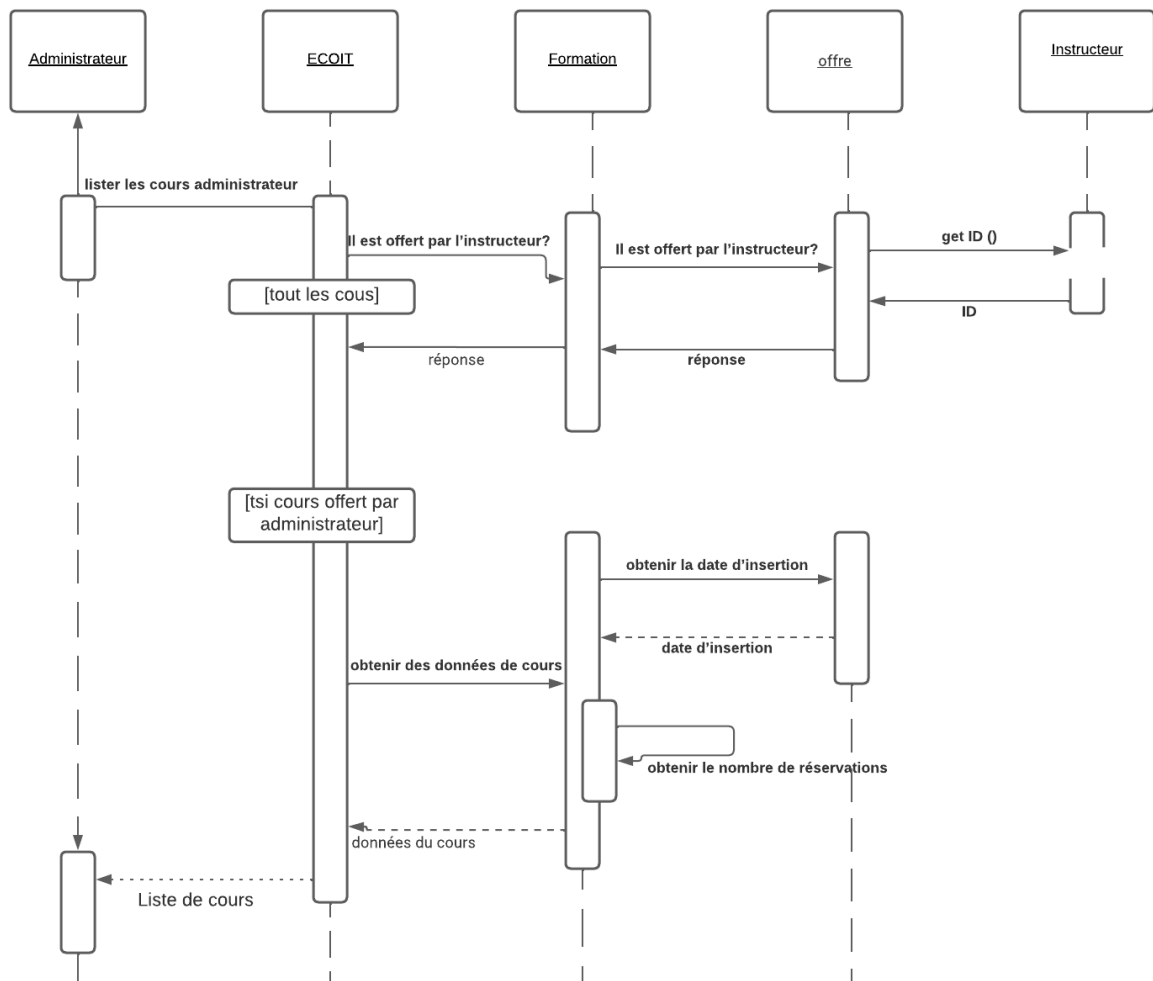 Administrateur
ECOIT
Formation
offre
Instructeur
lister les cours administrateur
Il est offert par l'instructeur?
Il est offert par l'instructeur?
get ID ()
[tout les cous]
ID
réponse
réponse
[tsi cours offert par
administrateur]
obtenir la date d'insertion
date d'insertion
obtenir des données de cours
obtenir le nombre de réservations
données du cours
Liste de cours